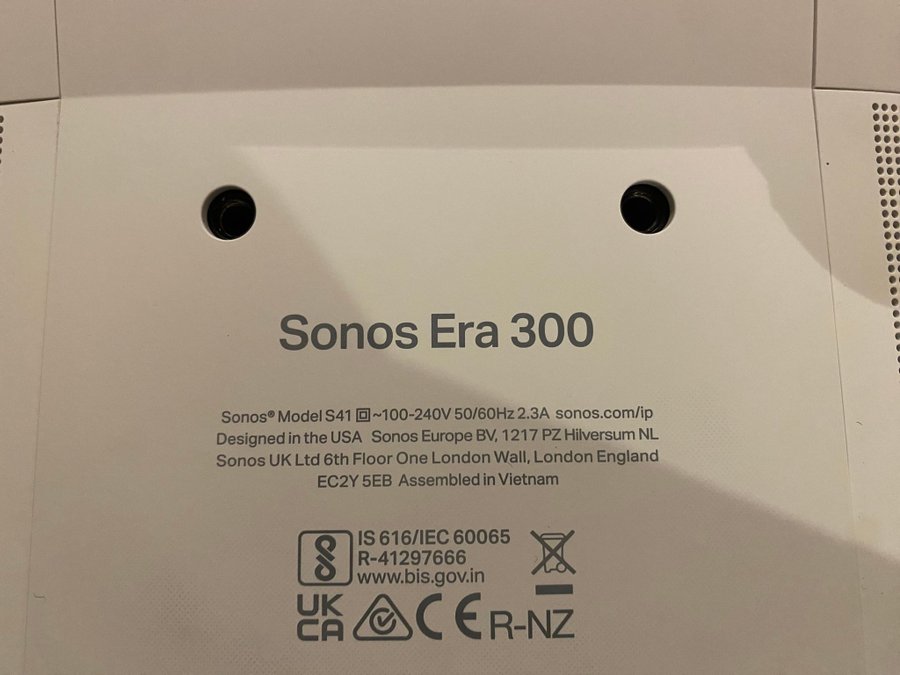 Sonos Era 300
Sonos® Model S41 ~100-240V 50/60Hz 2.3A sonos.com/ip
Designed in the USA Sonos Europe BV, 1217 PZ Hilversum NL
Sonos UK Ltd 6th Floor One London Wall, London England
EC2Y 5EB Assembled in Vietnam
IS 616/IEC 60065
R-41297666
www.bis.gov.in
UK
CA CE R-NZ